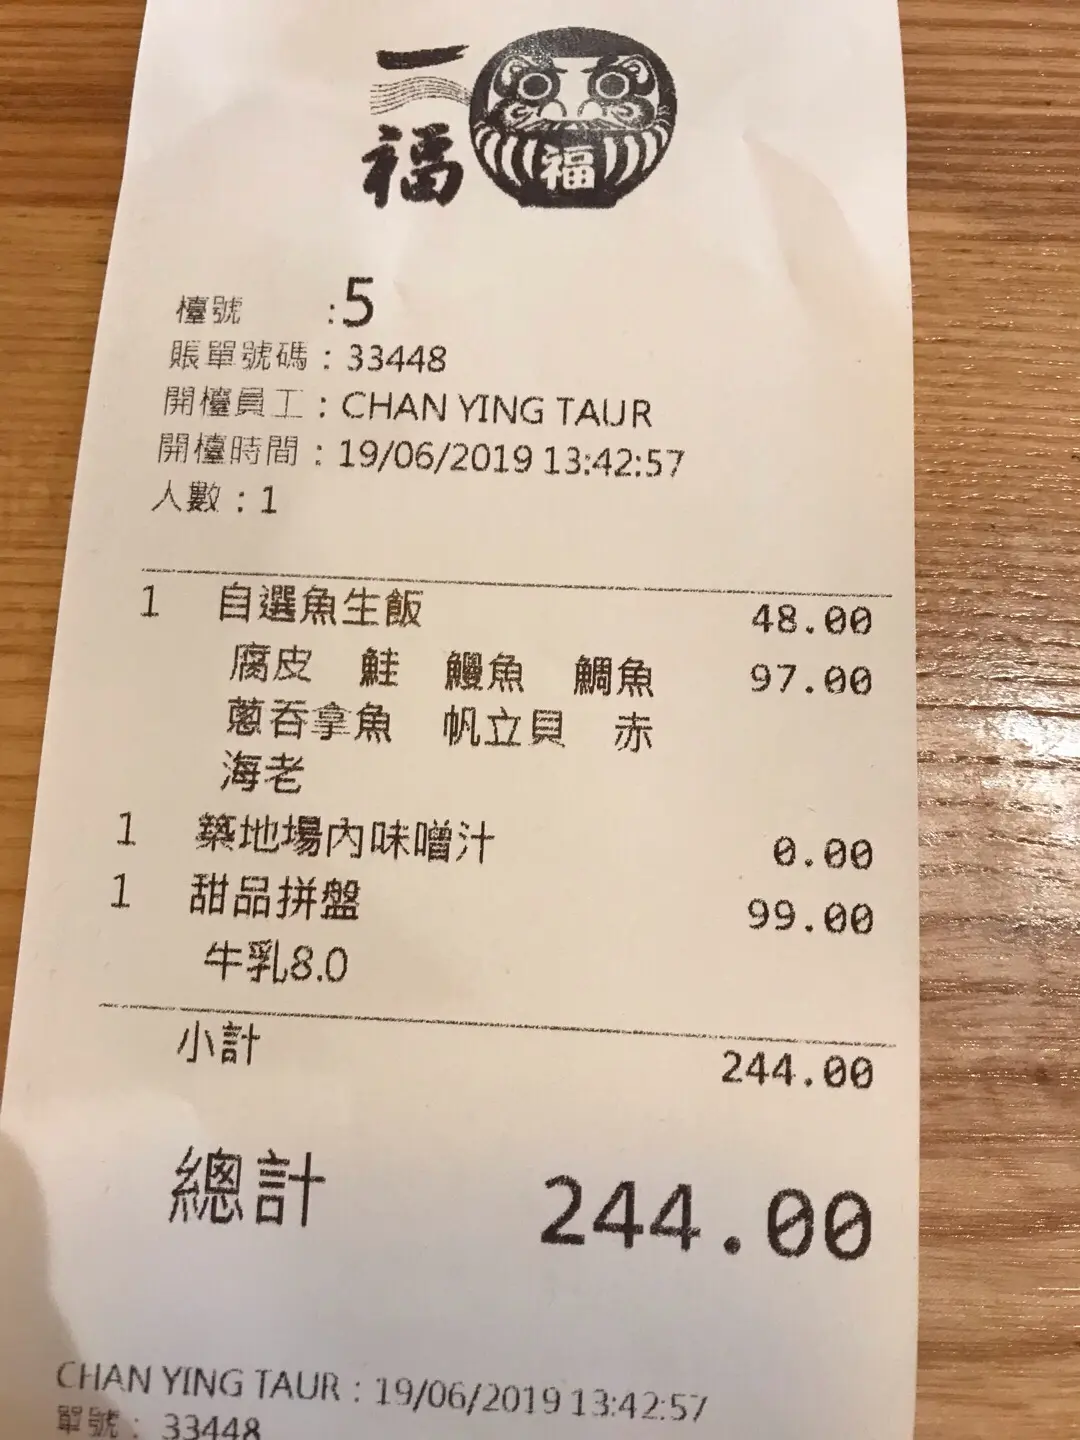 一
福
福
檯號 :5
賬單號碼 : 33448
開檯員工 : CHAN YING TAUR
開檯時間 : 19/06/2019 13:42:57
人數 : 1
1 自選魚生飯 48.00
腐皮 鮭 鰻魚 鯛魚 97.00
蔥吞拿魚 帆立貝 赤
海老
1 築地場內味噌汁 0.00
1 甜品拼盤 99.00
牛乳8.0
小計 244.00
總計 244.00
CHAN YING TAUR : 19/06/2019 13:42:57
單號 : 33448